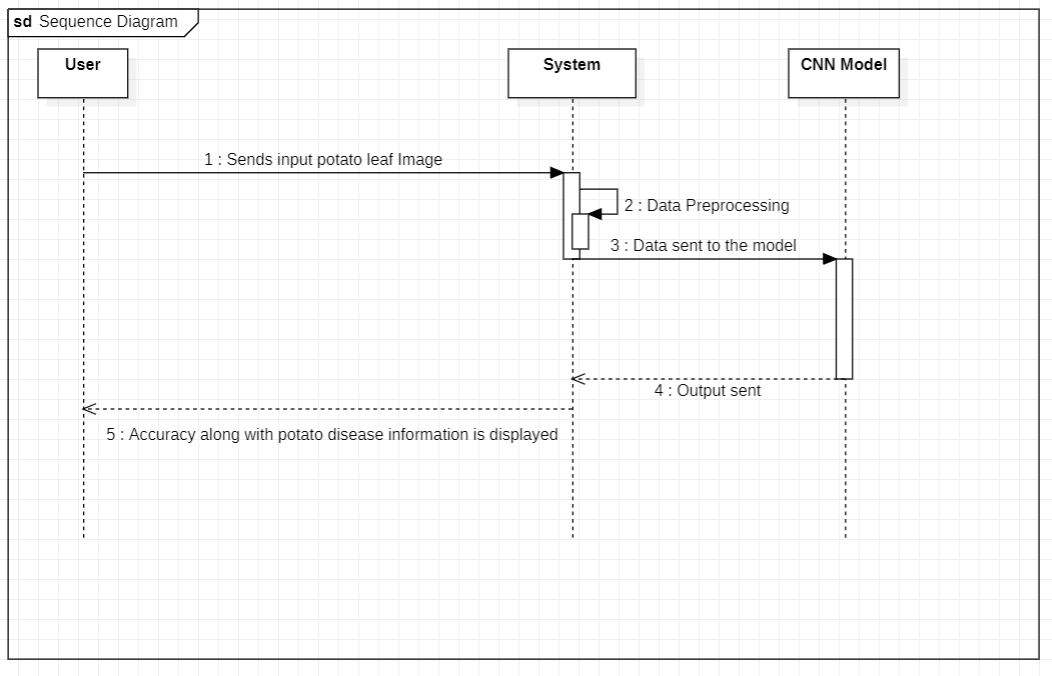 sd Sequence Diagram
User
System
CNN Model
1 : Sends input potato leaf Image
2 : Data Preprocessing
3 : Data sent to the model
4 : Output sent
5 : Accuracy along with potato disease information is displayed